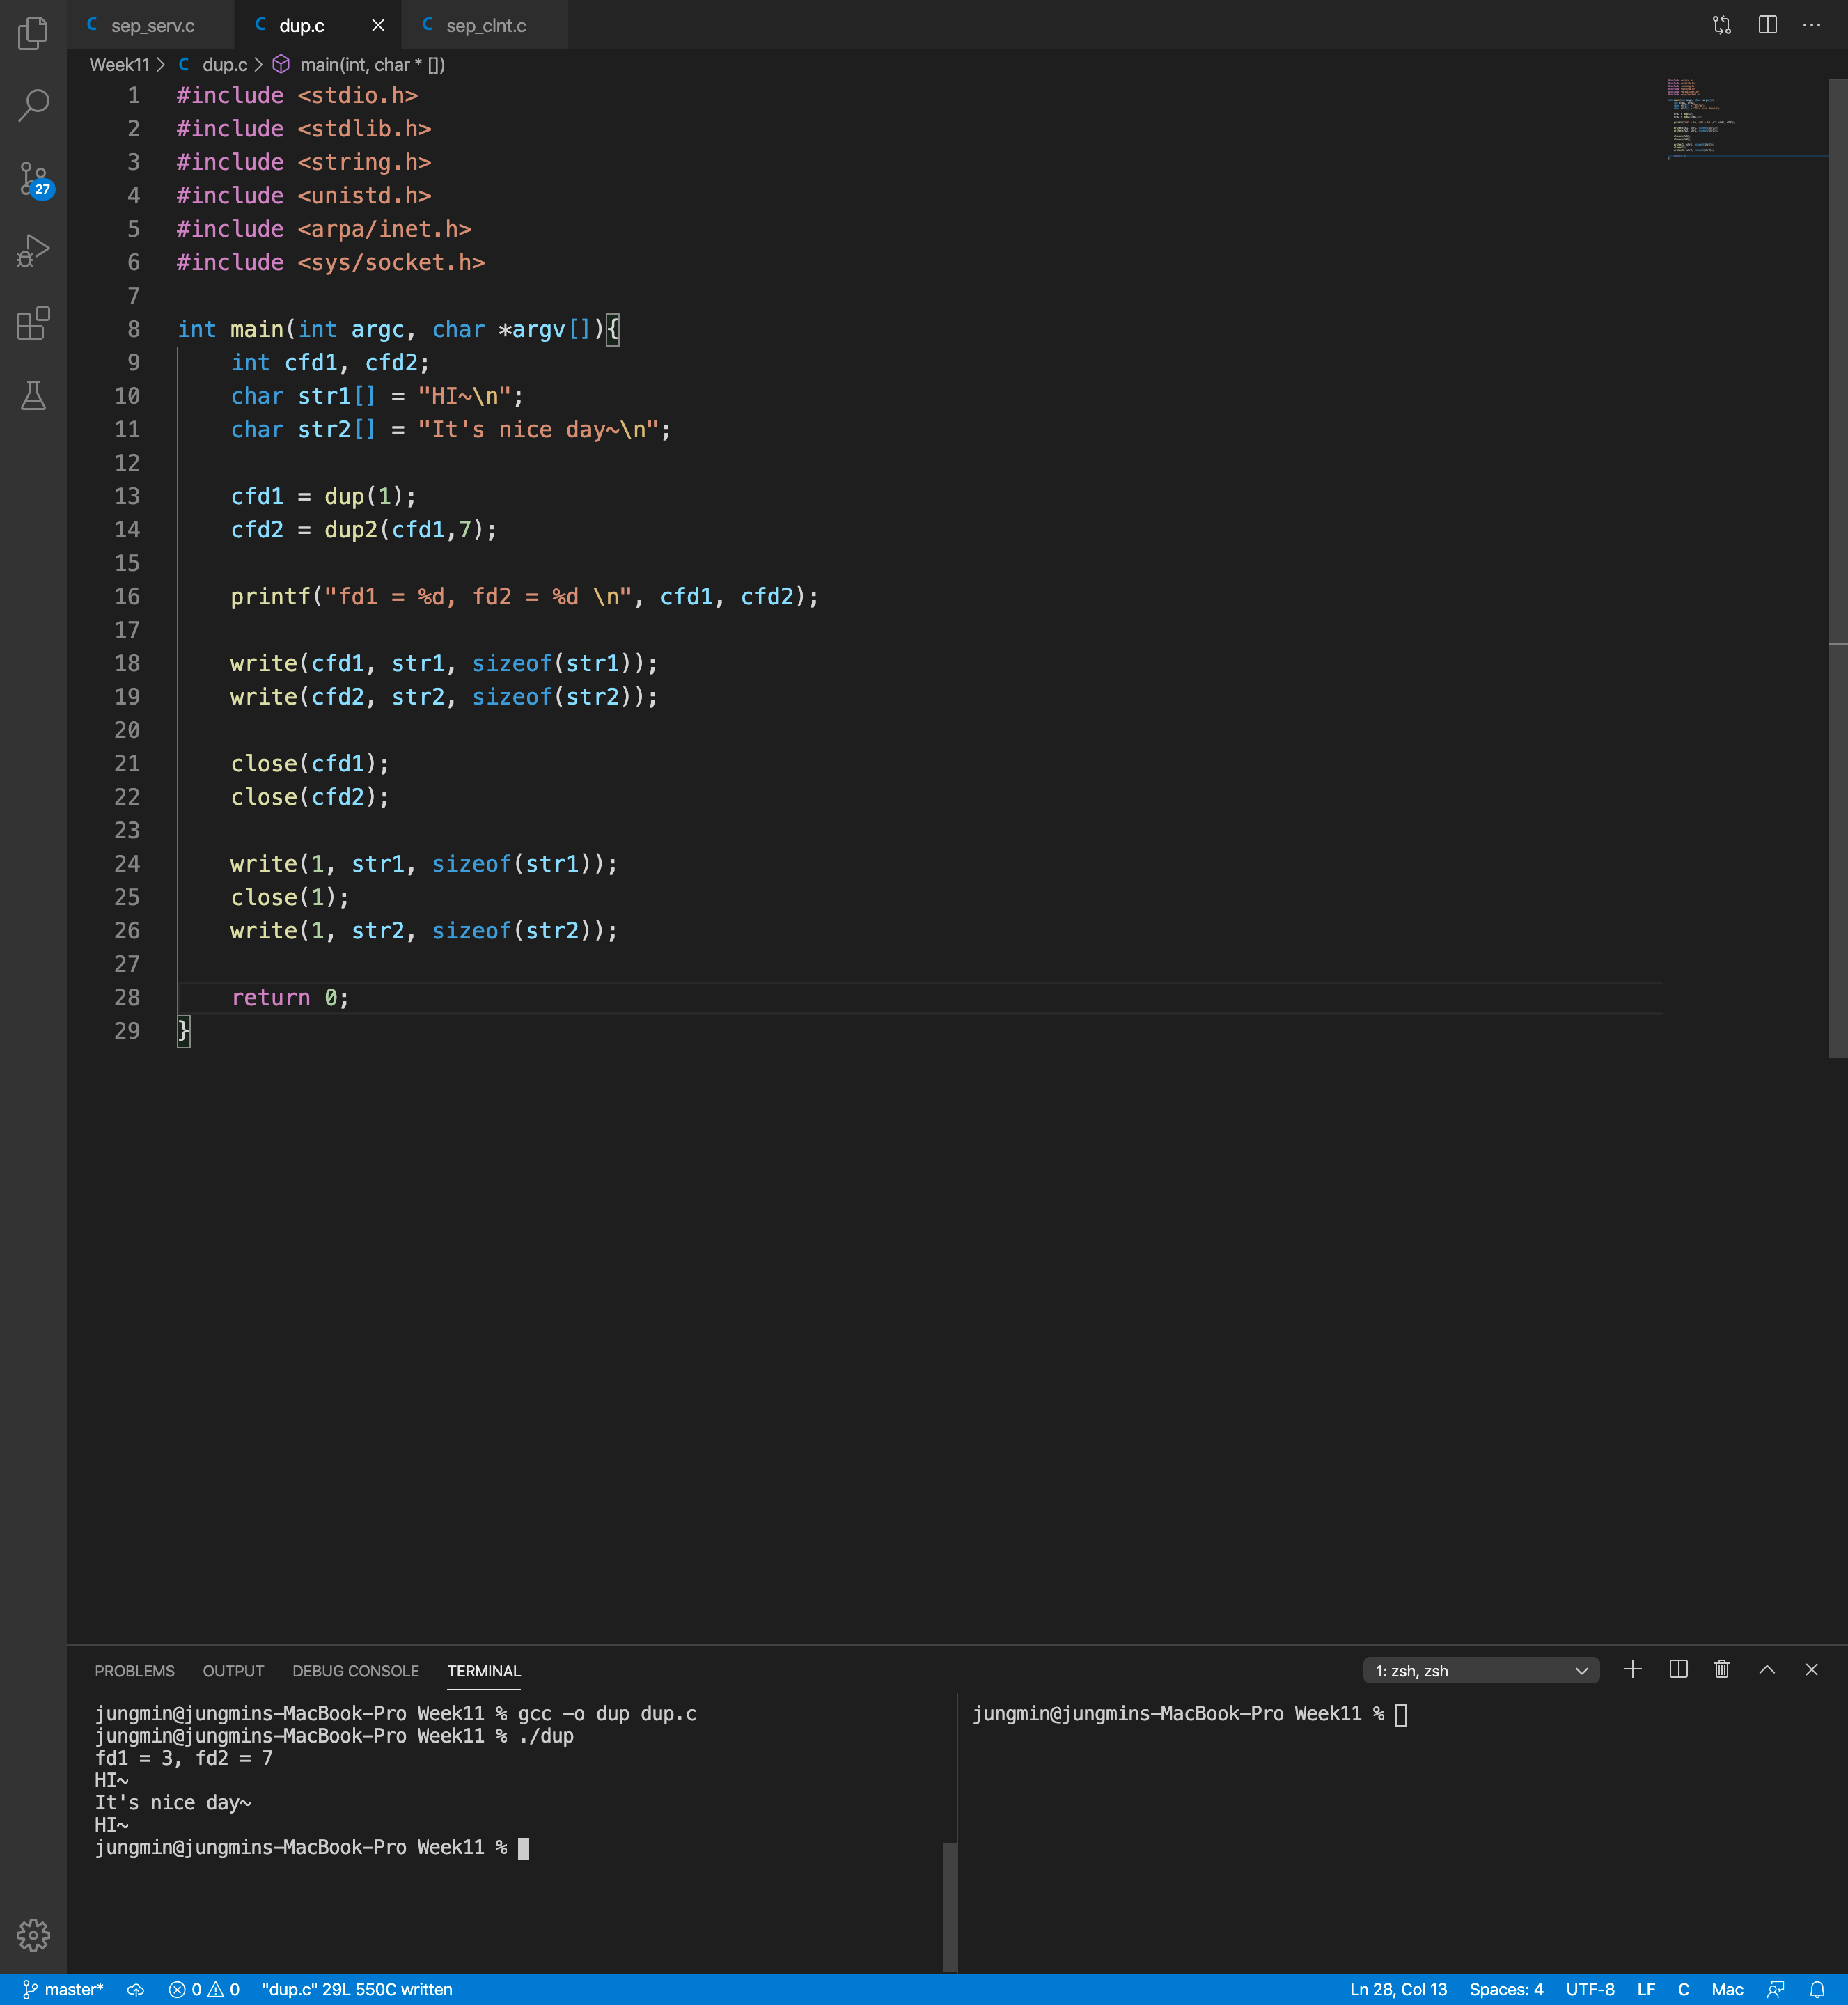 sep_serv.c
dup.c
sep_clnt.c
Week11 > C dup.c > main(int, char * [])
1 #include <stdio.h>
2 #include <stdlib.h>
3 #include <string.h>
4 #include <unistd.h>
5 #include <arpa/inet.h>
6 #include <sys/socket.h>
7
8 int main(int argc, char *argv[]){
9     int cfd1, cfd2;
10     char str1[] = "HI~\n";
11     char str2[] = "It's nice day~\n";
12
13     cfd1 = dup(1);
14     cfd2 = dup2(cfd1,7);
15
16     printf("fd1 = %d, fd2 = %d \n", cfd1, cfd2);
17
18     write(cfd1, str1, sizeof(str1));
19     write(cfd2, str2, sizeof(str2));
20
21     close(cfd1);
22     close(cfd2);
23
24     write(1, str1, sizeof(str1));
25     close(1);
26     write(1, str2, sizeof(str2));
27
28     return 0;
29 }
27
PROBLEMS OUTPUT DEBUG CONSOLE TERMINAL
1: zsh, zsh
jungmin@jungmins-MacBook-Pro Week11 % gcc -o dup dup.c
jungmin@jungmins-MacBook-Pro Week11 % ./dup
fd1 = 3, fd2 = 7
HI~
It's nice day~
HI~
jungmin@jungmins-MacBook-Pro Week11 %
jungmin@jungmins-MacBook-Pro Week11 %
master* 0 0 "dup.c" 29L 550C written
Ln 28, Col 13 Spaces: 4 UTF-8 LF C Mac